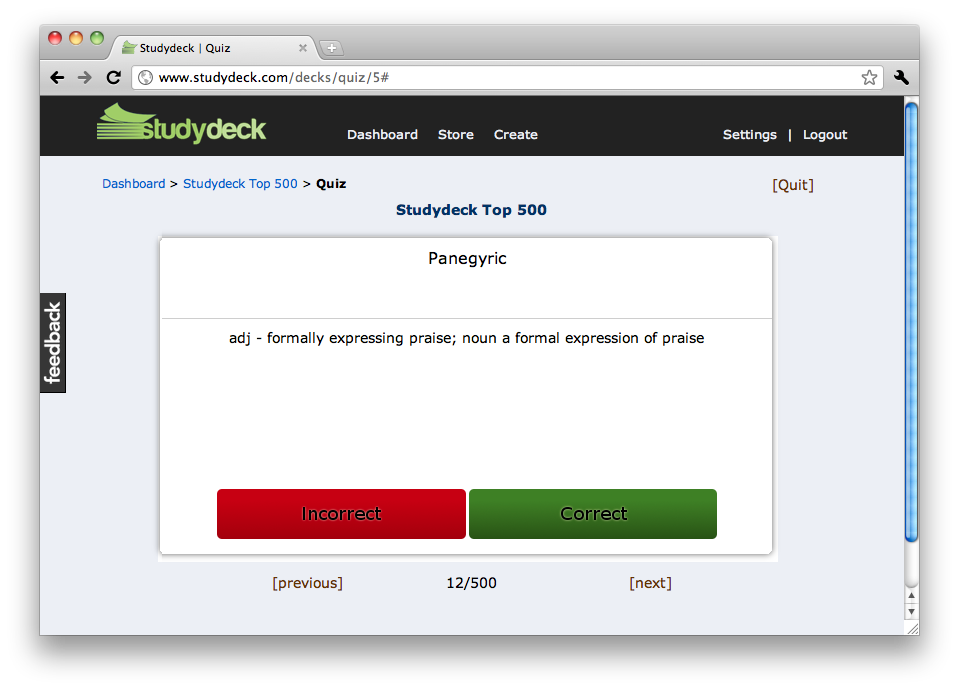 Studydeck | Quiz
www.studydeck.com/decks/quiz/5#
studydeck
Dashboard Store Create Settings | Logout
Dashboard > Studydeck Top 500 > Quiz [Quit]
Studydeck Top 500
Panegyric
feedback
adj - formally expressing praise; noun a formal expression of praise
Incorrect Correct
[previous] 12/500 [next]